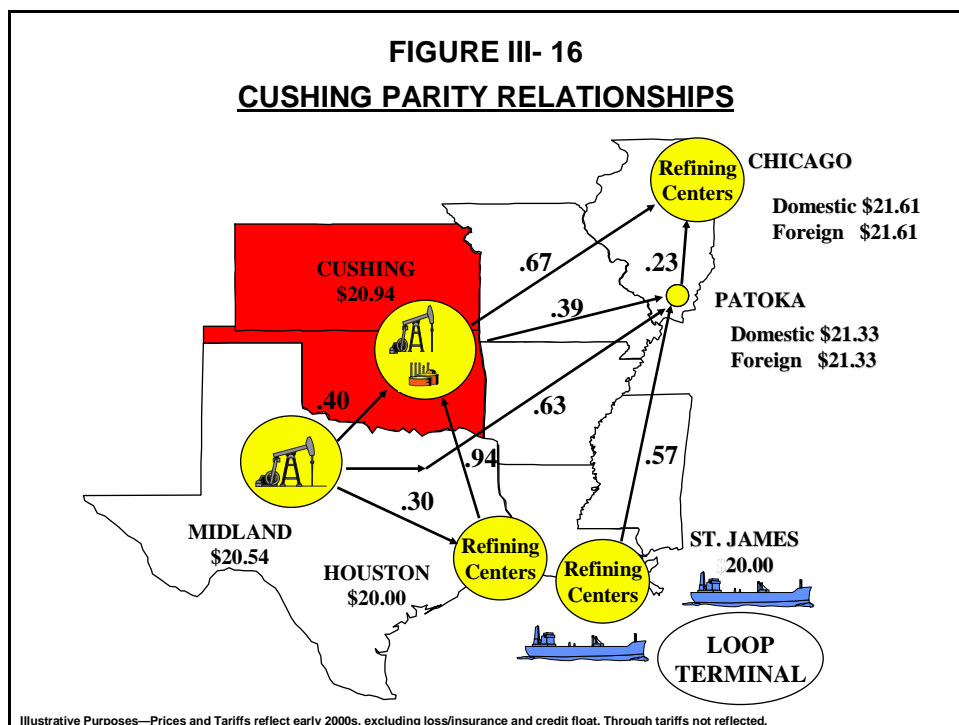 FIGURE III- 16
CUSHING PARITY RELATIONSHIPS
Refining
Centers
CHICAGO
Domestic $21.61
Foreign $21.61
CUSHING
$20.94
.67
.23
.39
PATOKA
Domestic $21.33
Foreign $21.33
.40
.63
.94
.57
.30
MIDLAND
$20.54
HOUSTON
$20.00
Refining
Centers
Refining
Centers
ST. JAMES
$20.00
LOOP
TERMINAL
Illustrative Purposes—Prices and Tariffs reflect early 2000s, excluding loss/insurance and credit float. Through tariffs not reflected.